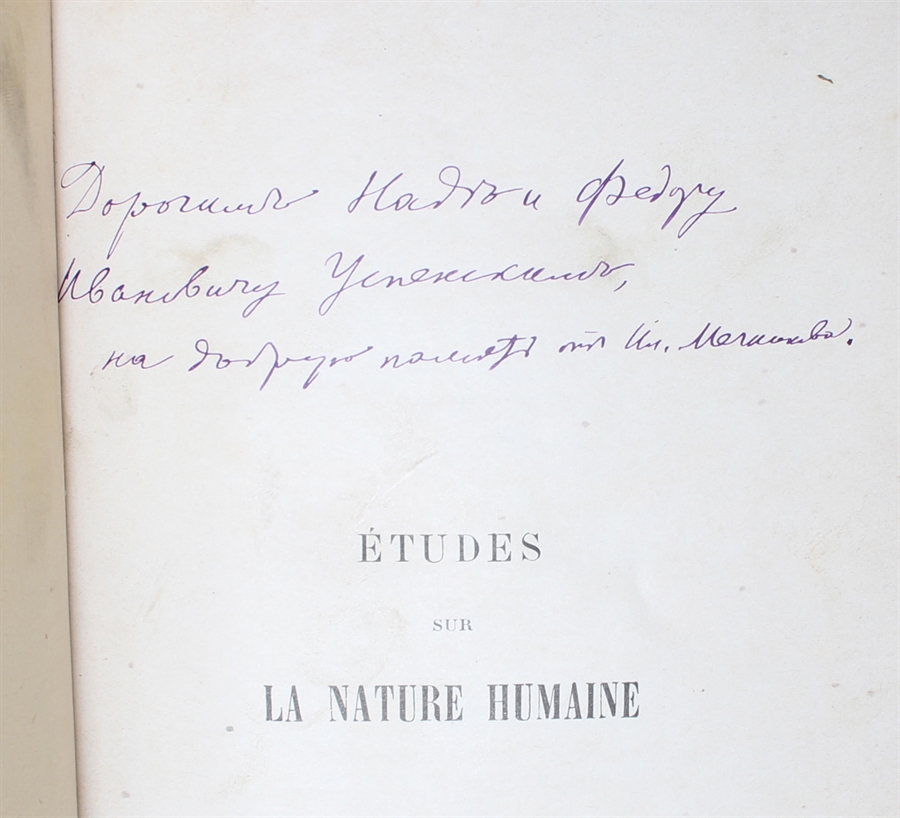 Дорогимъ Надѣ и Федору
Ивановичу Успенскимъ,
на добрую память отъ Ил. Мечникова.
ÉTUDES
SUR
LA NATURE HUMAINE